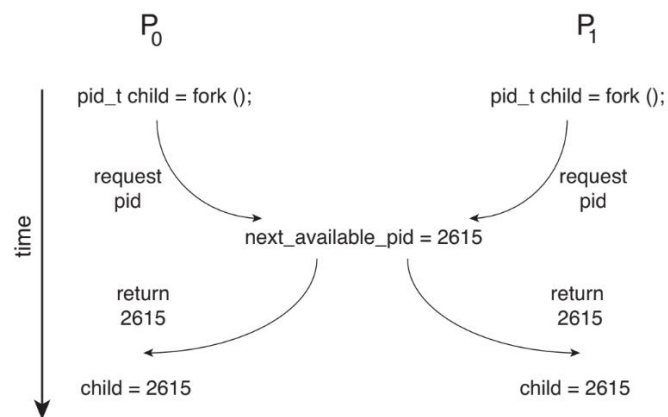 P0 P1
pid_t child = fork (); pid_t child = fork ();
request request
pid pid
time
next_available_pid = 2615
return return
2615 2615
child = 2615 child = 2615